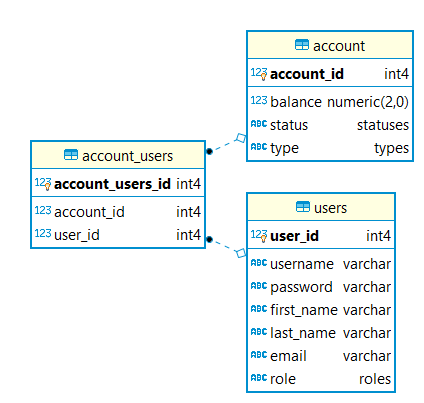 account
123 account_id int4
123 balance numeric(2,0)
ABC status statuses
ABC type types
account_users
123 account_users_id int4
123 account_id int4
123 user_id int4
users
123 user_id int4
ABC username varchar
ABC password varchar
ABC first_name varchar
ABC last_name varchar
ABC email varchar
ABC role roles